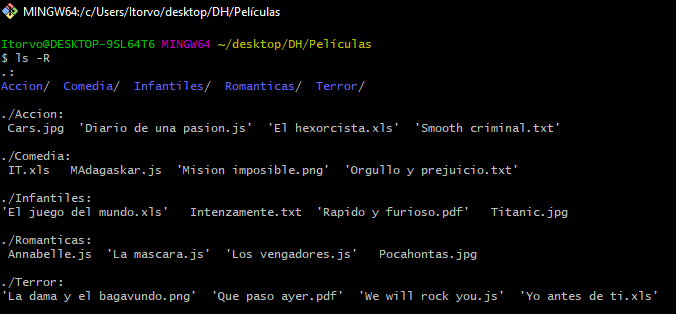 MINGW64:/c/Users/Itorvo/desktop/DH/Películas
Itorvo@DESKTOP-9SL64T6 MINGW64 ~/desktop/DH/Películas
$ ls -R
.:
Accion/  Comedia/  Infantiles/  Romanticas/  Terror/
./Accion:
 Cars.jpg  'Diario de una pasion.js'  'El hexorcista.xls'  'Smooth criminal.txt'
./Comedia:
 IT.xls   MAdagaskar.js  'Mision imposible.png'  'Orgullo y prejuicio.txt'
./Infantiles:
'El juego del mundo.xls'   Intenzamente.txt  'Rapido y furioso.pdf'   Titanic.jpg
./Romanticas:
 Annabelle.js  'La mascara.js'  'Los vengadores.js'   Pocahontas.jpg
./Terror:
'La dama y el bagavundo.png'  'Que paso ayer.pdf'  'We will rock you.js'  'Yo antes de ti.xls'